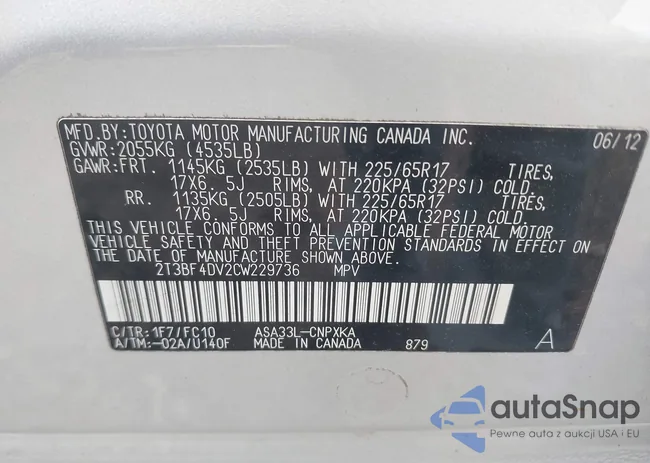 MFD.BY:TOYOTA MOTOR MANUFACTURING CANADA INC. 06/12
GVWR:2055KG (4535LB)
GAWR:FRT. 1145KG (2535LB) WITH 225/65R17 TIRES,
17X6.5J RIMS, AT 220KPA (32PSI) COLD.
RR. 1135KG (2505LB) WITH 225/65R17 TIRES,
17X6.5J RIMS, AT 220KPA (32PSI) COLD.
THIS VEHICLE CONFORMS TO ALL APPLICABLE FEDERAL MOTOR
VEHICLE SAFETY BUMPER, AND THEFT PREVENTION STANDARDS IN EFFECT ON
THE DATE OF MANUFACTURE SHOWN ABOVE.
2T3BF4DV2CW229736 MPV
C/TR:1F7/FC10 ASA33L-CNPXKA
A/TM:-02A/U140F MADE IN CANADA 879 A
autaSnap
Pewne auta z aukcji USA i EU